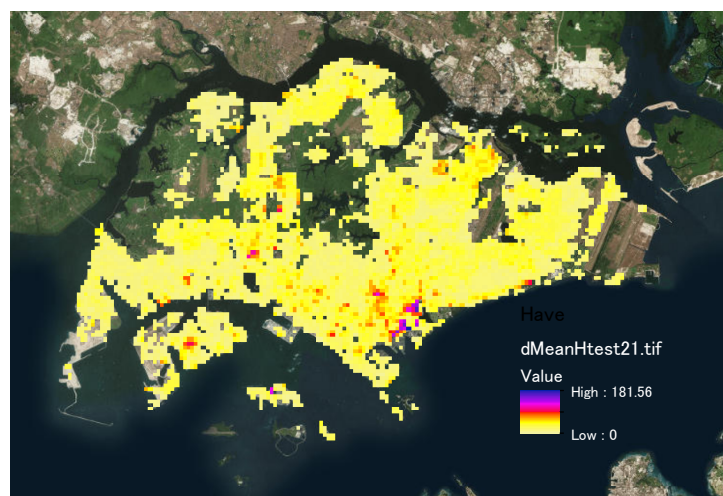 Have
dMeanHtest21.tif
Value
High : 181.56
Low : 0